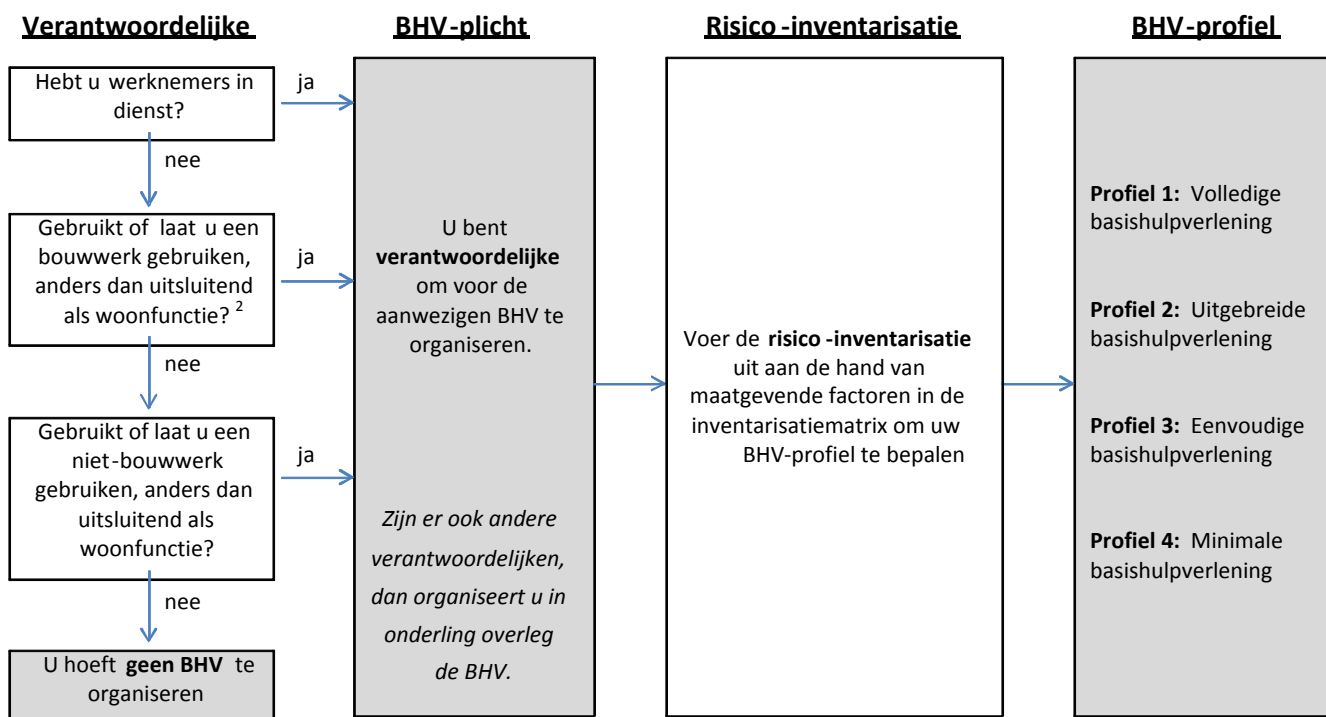 Verantwoordelijke
Hebt u werknemers in
dienst?
ja
nee
Gebruikt of laat u een
bouwwerk gebruiken,
anders dan uitsluitend
als woonfunctie? 2
ja
nee
Gebruikt of laat u een
niet-bouwwerk
gebruiken, anders dan
uitsluitend als
woonfunctie?
ja
nee
U hoeft geen BHV te
organiseren
BHV-plicht
U bent
verantwoordelijke
om voor de
aanwezigen BHV te
organiseren.
Zijn er ook andere
verantwoordelijken,
dan organiseert u in
onderling overleg
de BHV.
Risico-inventarisatie
Voer de risico-inventarisatie
uit aan de hand van
maatgevende factoren in de
inventarisatiematrix om uw
BHV-profiel te bepalen
BHV-profiel
Profiel 1: Volledige
basishulpverlening
Profiel 2: Uitgebreide
basishulpverlening
Profiel 3: Eenvoudige
basishulpverlening
Profiel 4: Minimale
basishulpverlening